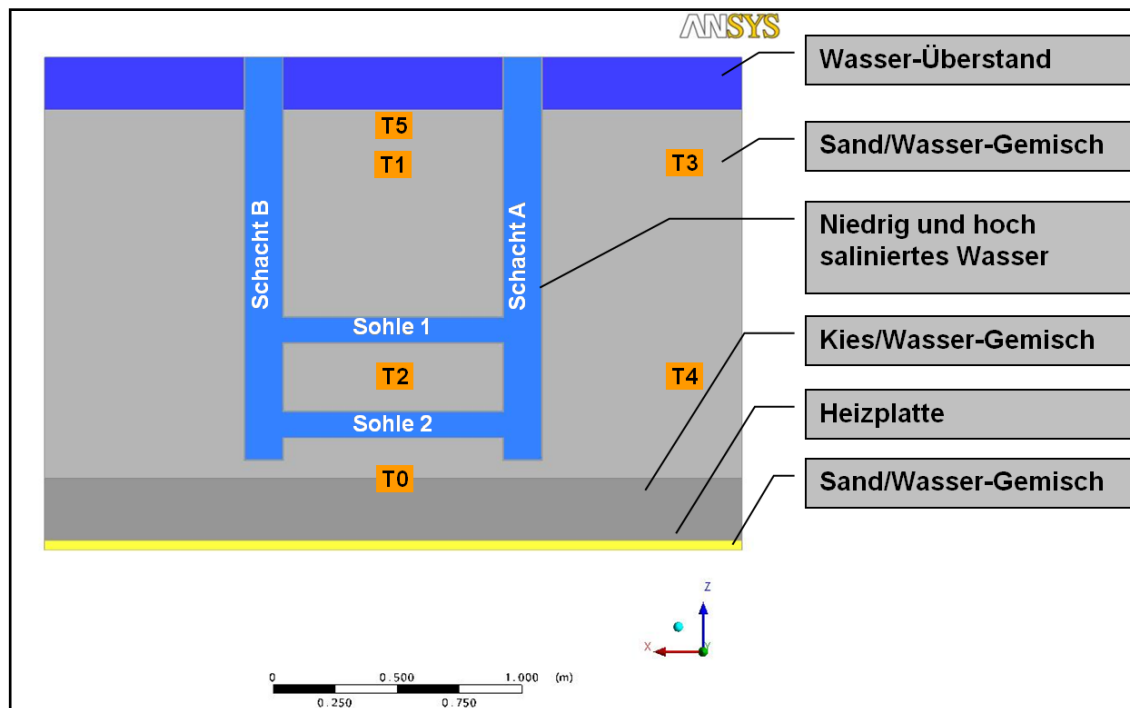 ANSYS
Wasser-Überstand
T5
Sand/Wasser-Gemisch
T1
T3
Schacht B
Schacht A
Niedrig und hoch
saliniertes Wasser
Sohle 1
Kies/Wasser-Gemisch
T2
T4
Heizplatte
Sohle 2
T0
Sand/Wasser-Gemisch
Z
X
Y
0 0.500 1.000 (m)
0.250 0.750